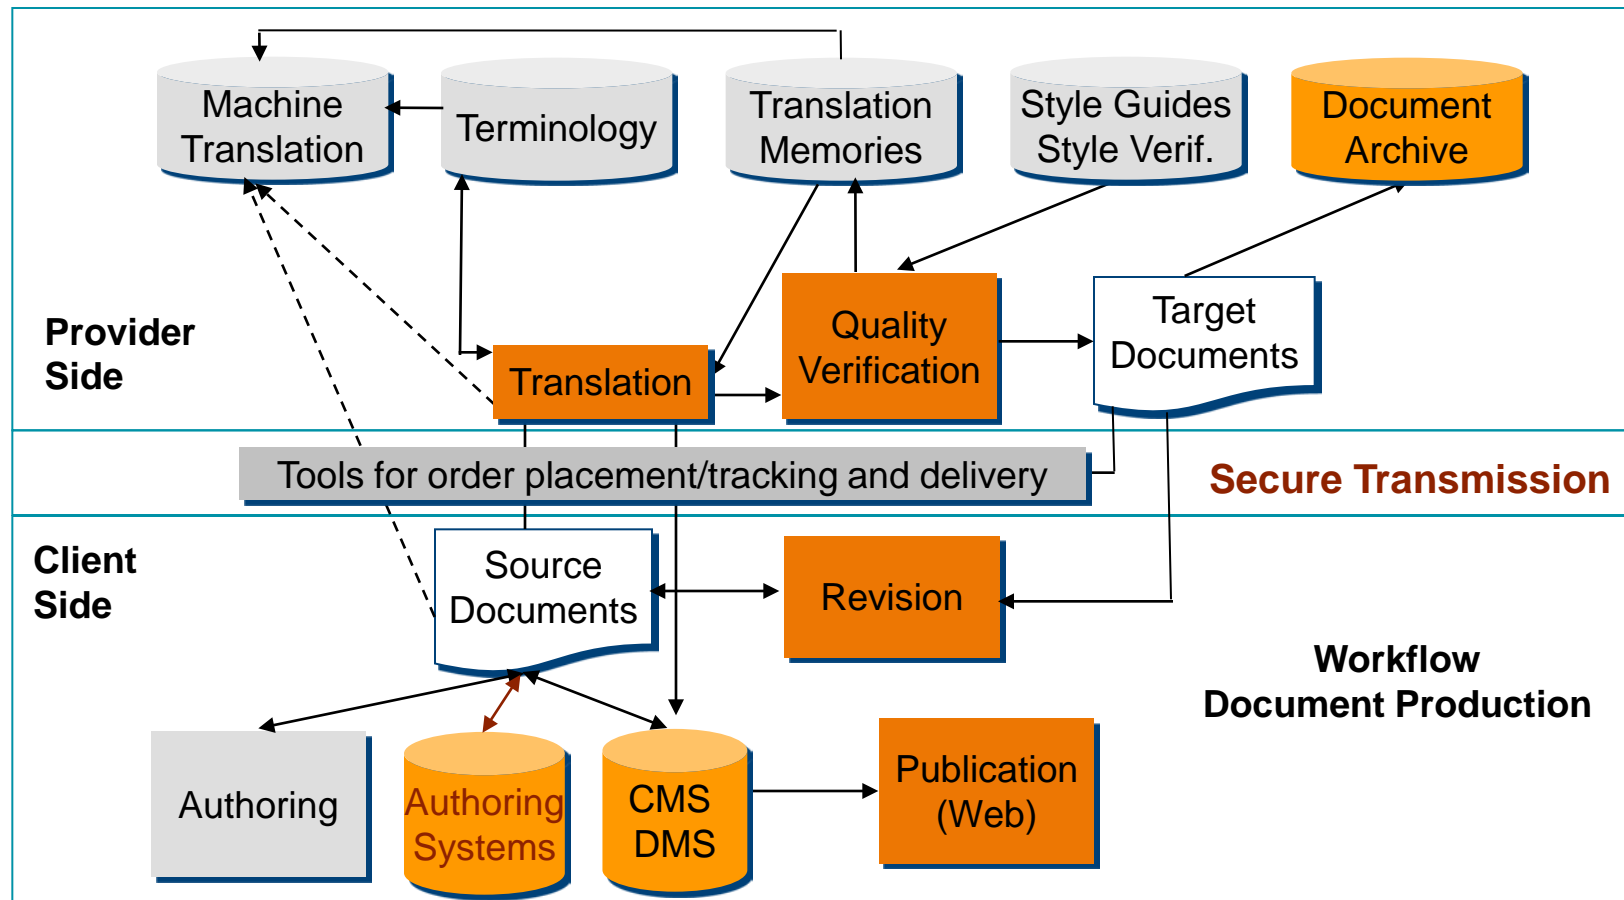 Machine
Translation
Terminology
Translation
Memories
Style Guides
Style Verif.
Document
Archive
Provider
Side
Translation
Quality
Verification
Target
Documents
Tools for order placement/tracking and delivery
Secure Transmission
Client
Side
Source
Documents
Revision
Workflow
Document Production
Authoring
Authoring
Systems
CMS
DMS
Publication
(Web)